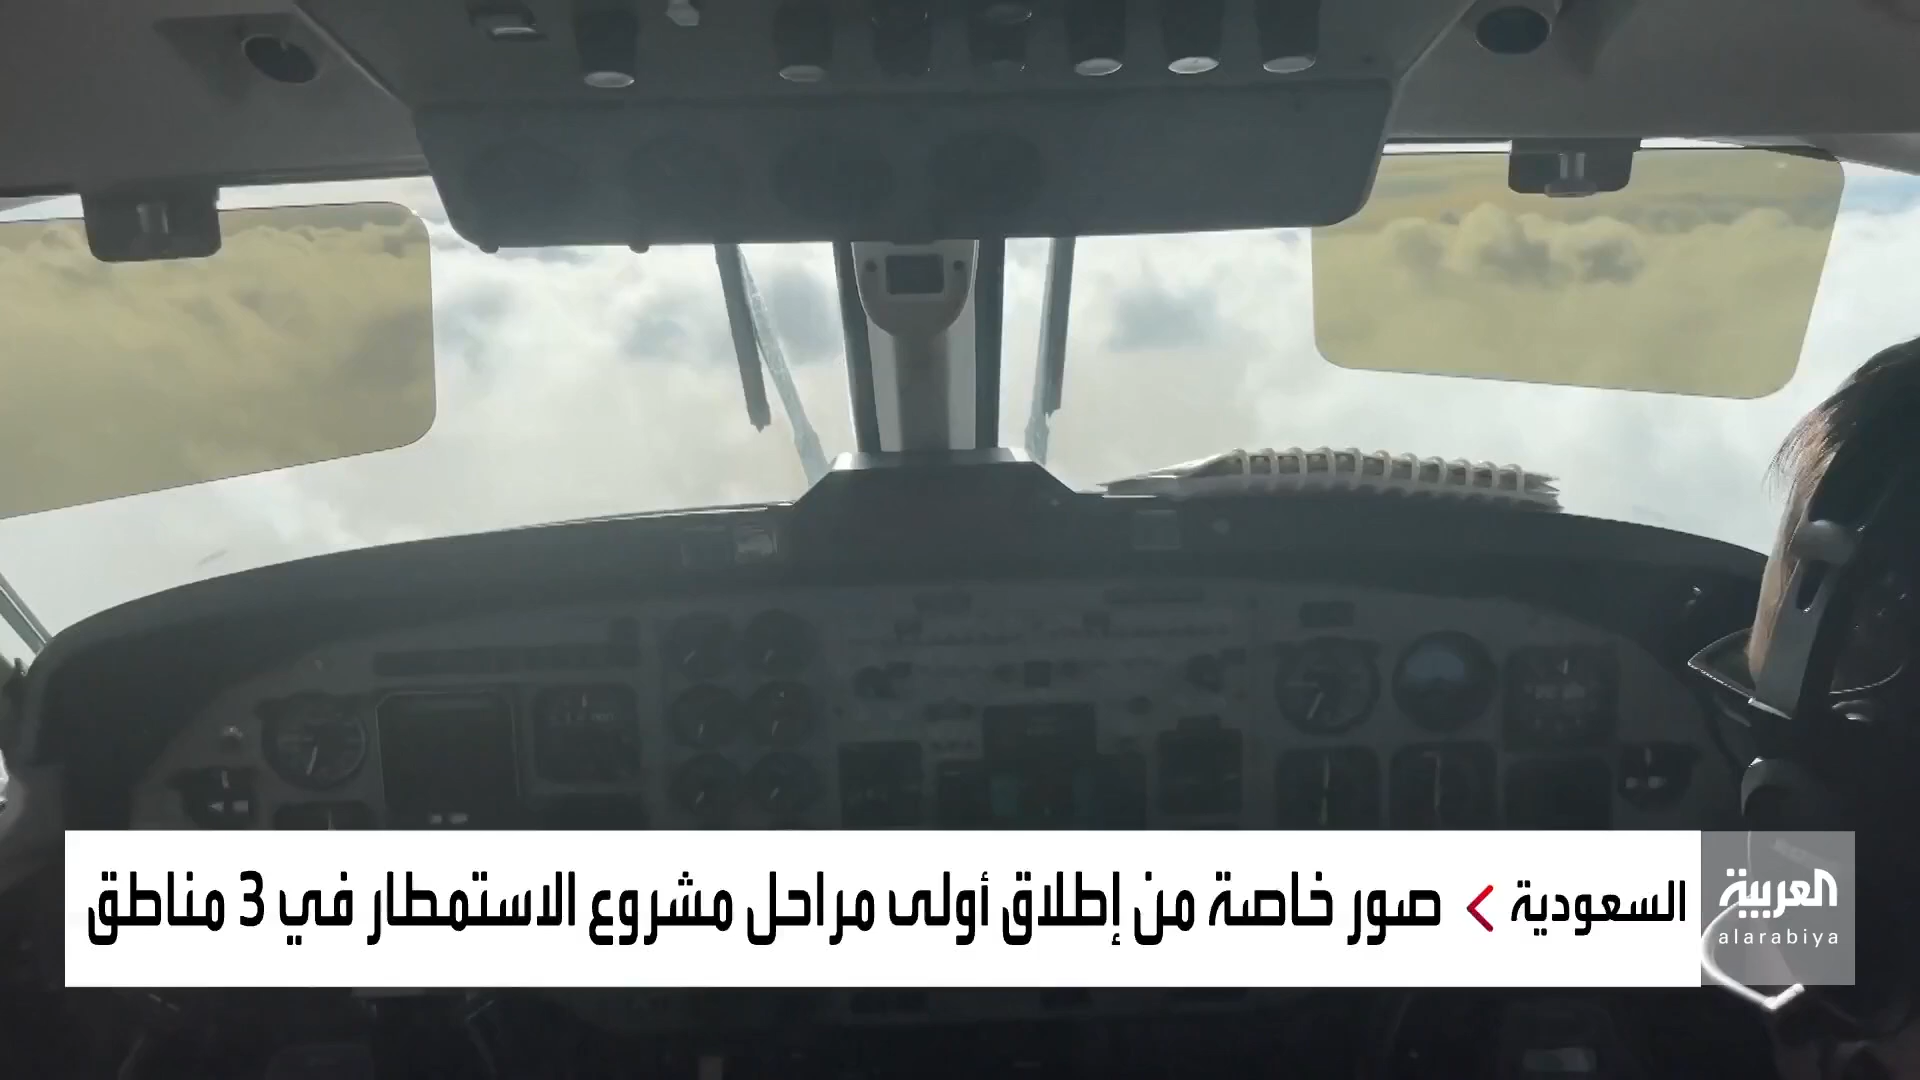 السعودية > صور خاصة من إطلاق أولى مراحل مشروع الاستمطار في 3 مناطق
العربية
alarabiya